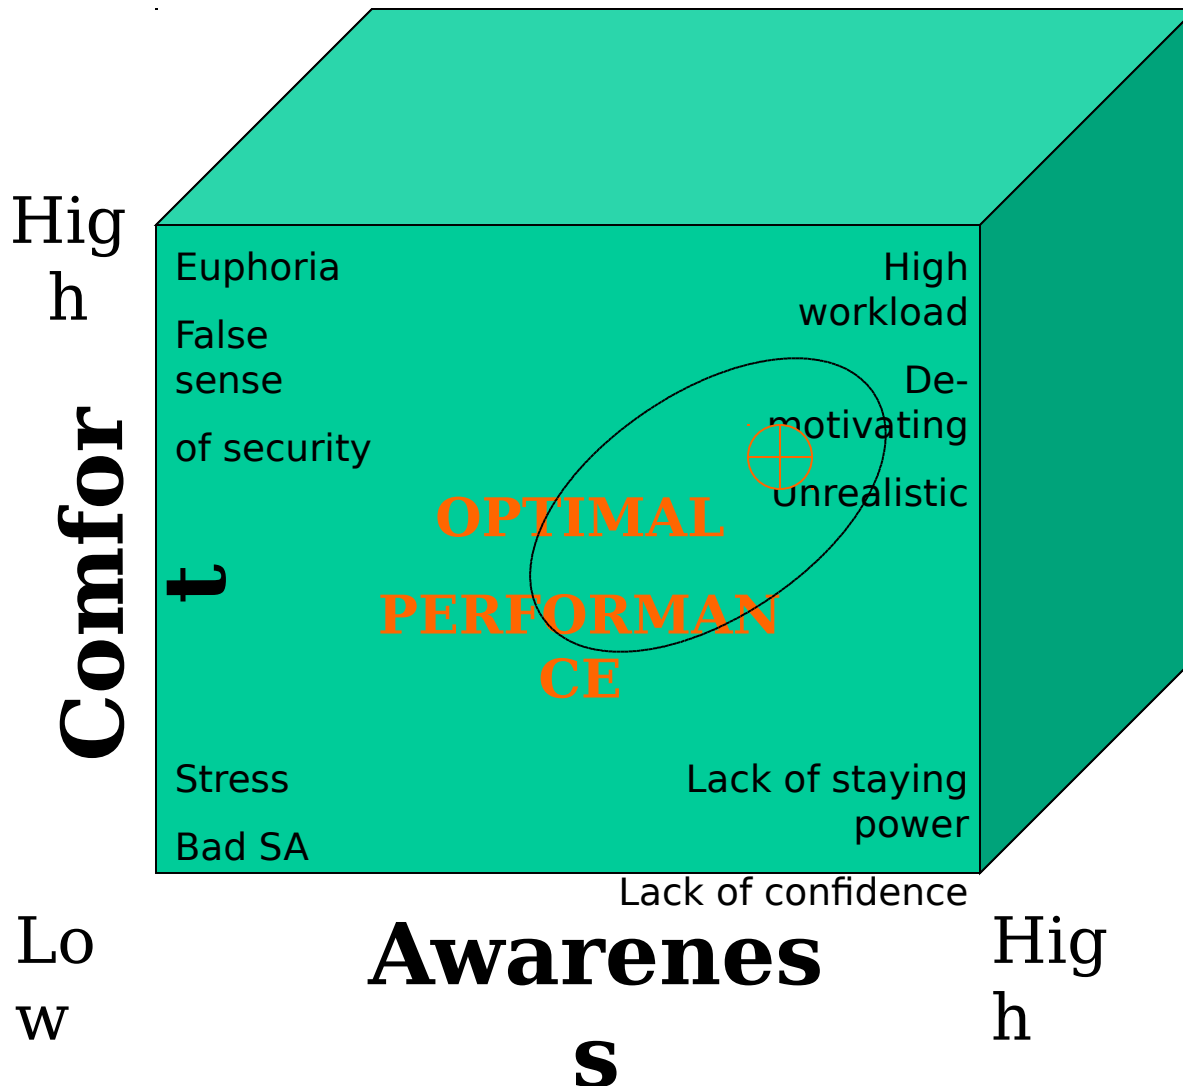 Hig
h
Euphoria
False
sense
of security
High
workload
De-
motivating
Unrealistic
Comfor
t
OPTIMAL
PERFORMAN
CE
Stress
Bad SA
Lack of staying
power
Lack of confidence
Lo
w
Awarenes
s
Hig
h